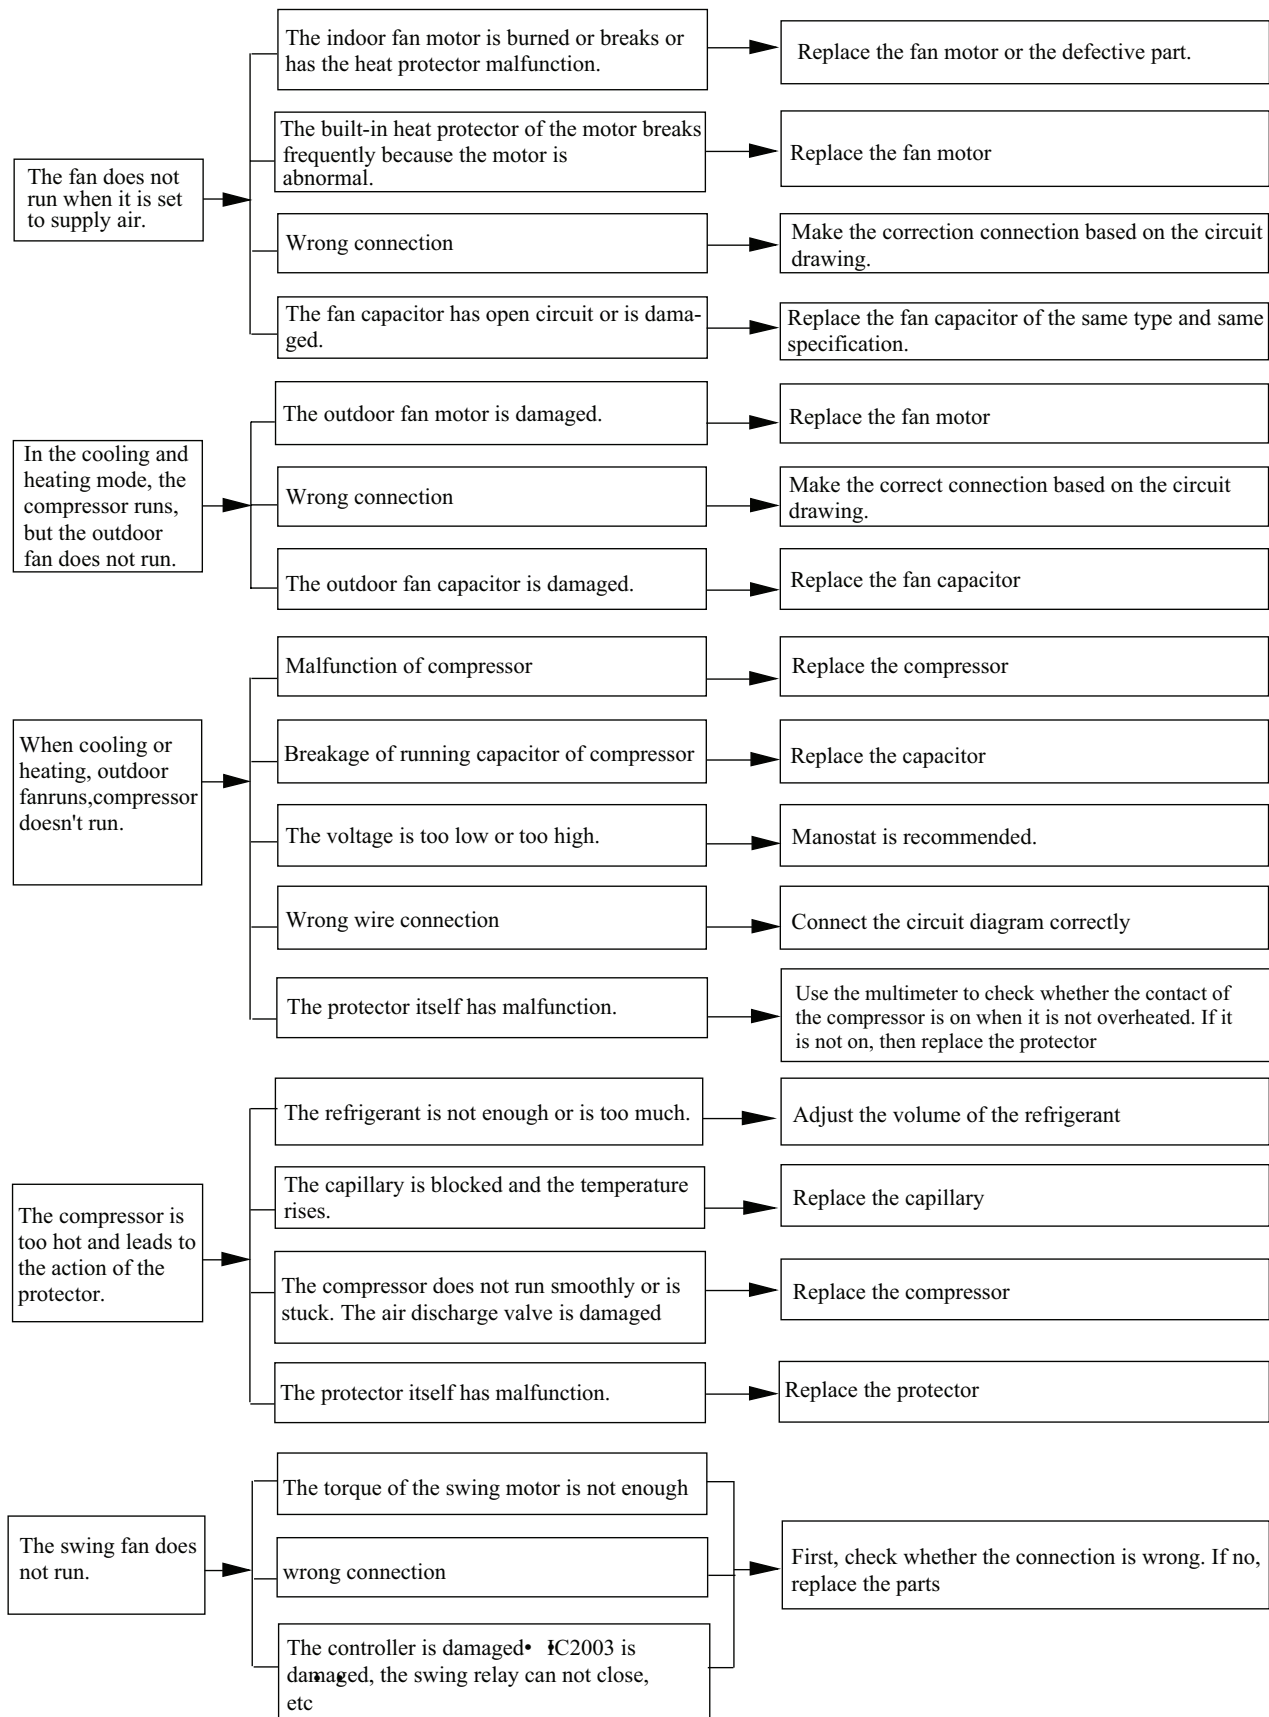 The indoor fan motor is burned or breaks or
has the heat protector malfunction.
Replace the fan motor or the defective part.
The built-in heat protector of the motor breaks
frequently because the motor is
abnormal.
Replace the fan motor
The fan does not
run when it is set
to supply air.
Wrong connection
Make the correction connection based on the circuit
drawing.
The fan capacitor has open circuit or is dama-
ged.
Replace the fan capacitor of the same type and same
specification.
The outdoor fan motor is damaged.
Replace the fan motor
In the cooling and
heating mode, the
compressor runs,
but the outdoor
fan does not run.
Wrong connection
Make the correct connection based on the circuit
drawing.
The outdoor fan capacitor is damaged.
Replace the fan capacitor
Malfunction of compressor
Replace the compressor
When cooling or
heating, outdoor
fanruns,compressor
doesn't run.
Breakage of running capacitor of compressor
Replace the capacitor
The voltage is too low or too high.
Manostat is recommended.
Wrong wire connection
Connect the circuit diagram correctly
The protector itself has malfunction.
Use the multimeter to check whether the contact of
the compressor is on when it is not overheated. If it
is not on, then replace the protector
The refrigerant is not enough or is too much.
Adjust the volume of the refrigerant
The capillary is blocked and the temperature
rises.
Replace the capillary
The compressor is
too hot and leads to
the action of the
protector.
The compressor does not run smoothly or is
stuck. The air discharge valve is damaged
Replace the compressor
The protector itself has malfunction.
Replace the protector
The torque of the swing motor is not enough
The swing fan does
not run.
wrong connection
First, check whether the connection is wrong. If no,
replace the parts
The controller is damaged• IC2003 is
damaged, the swing relay can not close,
etc